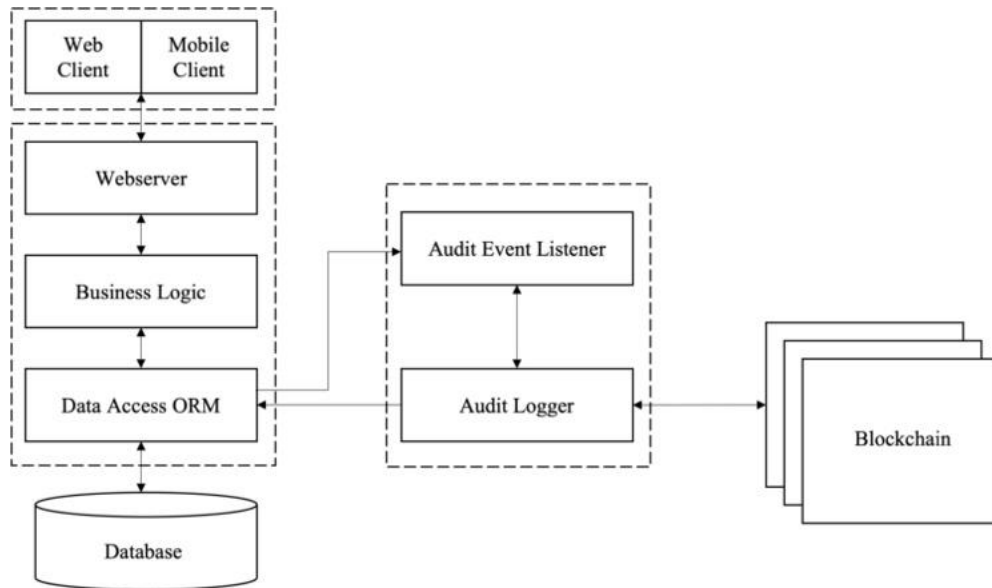 Web
Client
Mobile
Client
Webserver
Audit Event Listener
Business Logic
Data Access ORM
Audit Logger
Blockchain
Database